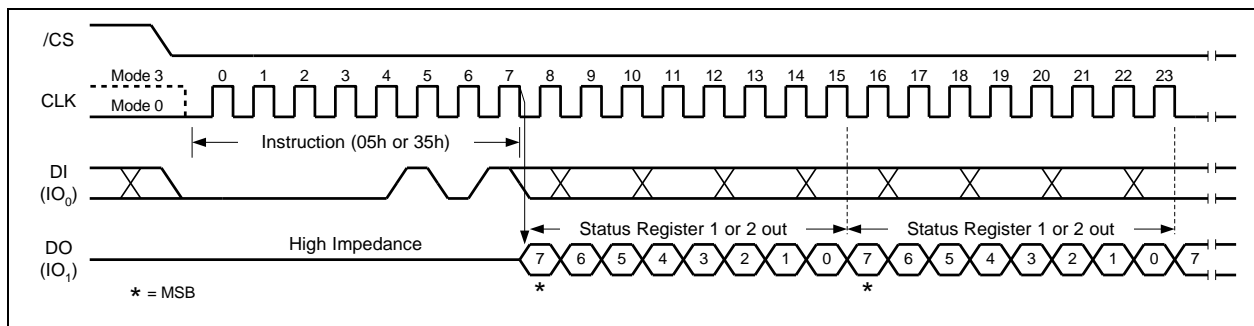 /CS
Mode 3 0 1 2 3 4 5 6 7 8 9 10 11 12 13 14 15 16 17 18 19 20 21 22 23
CLK Mode 0
Instruction (05h or 35h)
DI
(IO0)
Status Register 1 or 2 out Status Register 1 or 2 out
DO High Impedance
(IO1) 7 6 5 4 3 2 1 0 7 6 5 4 3 2 1 0 7
* *
* = MSB